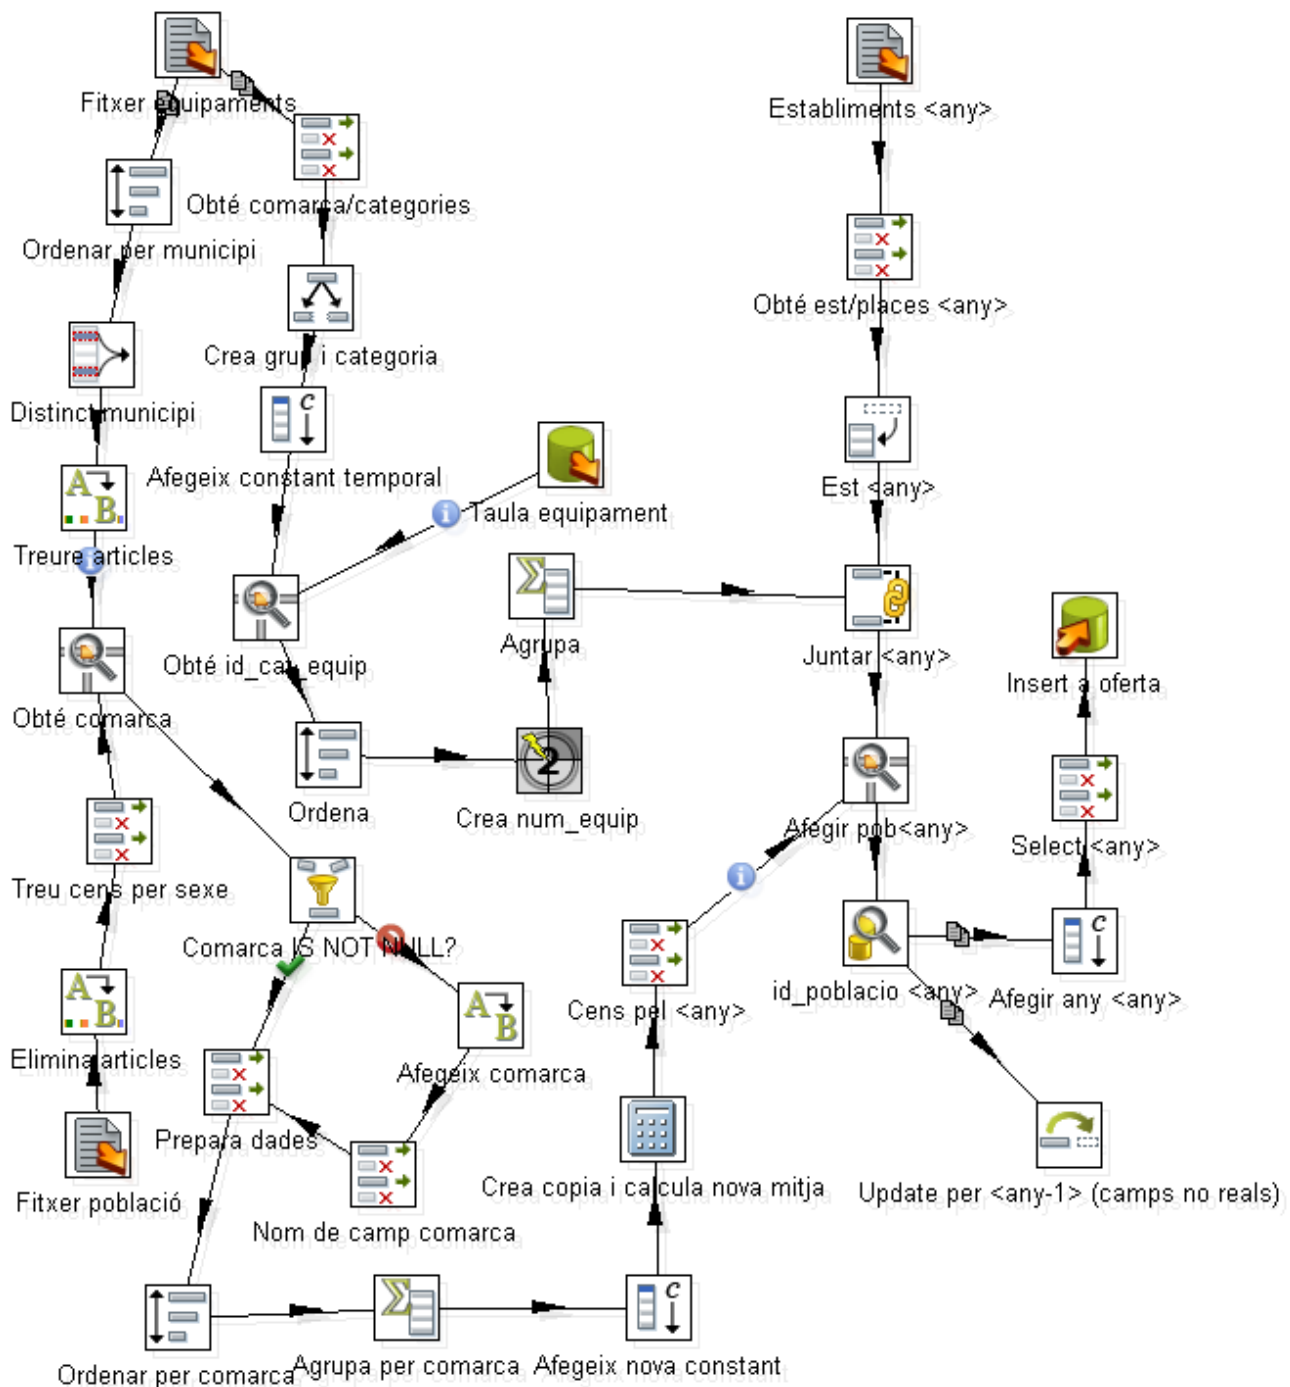 Fitxer equipaments
Establiments <any>
Obté comarca/categories
Ordenar per municipi
Obté est/places <any>
Crea grup i categoria
Distinct municipi
Afegeix constant temporal
Est <any>
Taula equipament
Treure articles
Agrupa
Juntar <any>
Obté id_cat_equip
Insert a oferta
Obté comarca
Ordena
Crea num_equip
Afegir pob<any>
Select <any>
Treu cens per sexe
Comarca IS NOT NULL?
id_poblacio <any>
Afegir any <any>
Cens pel <any>
Elimina articles
Afegeix comarca
Prepara dades
Crea copia i calcula nova mitja
Update per <any-1> (camps no reals)
Fitxer població
Nom de camp comarca
Ordenar per comarca
Agrupa per comarca
Afegeix nova constant